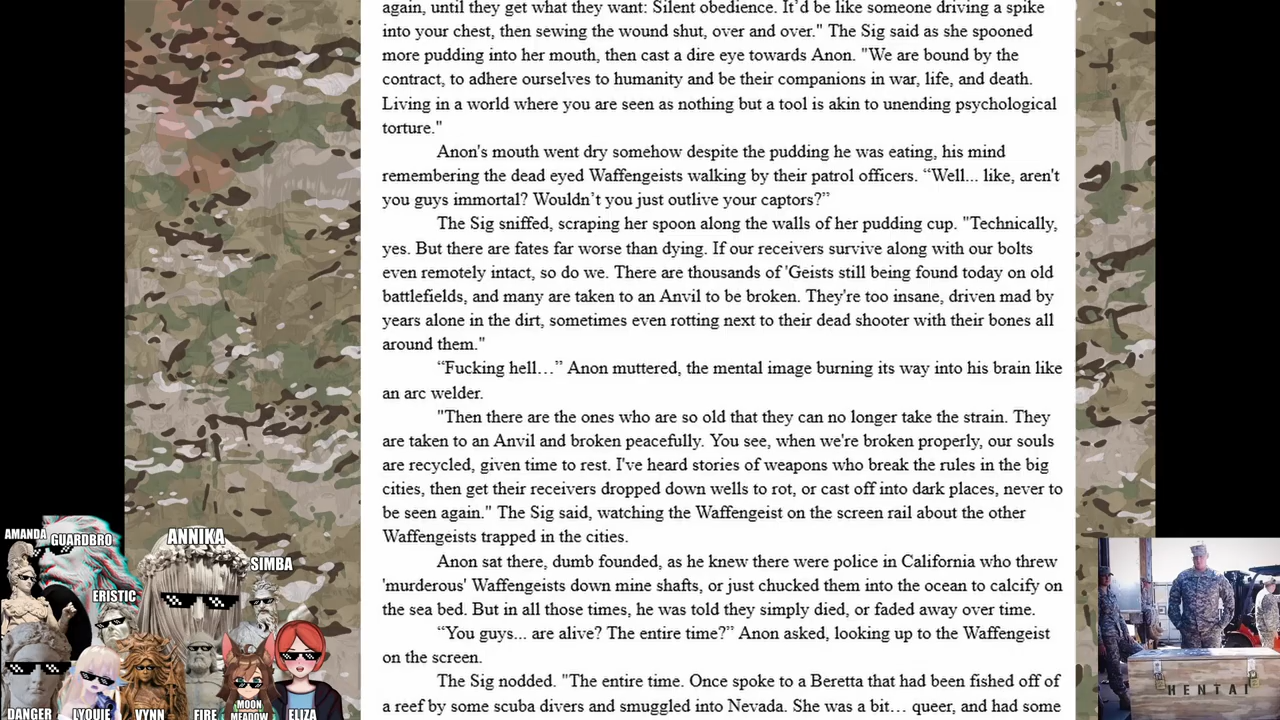 again, until they get what they want: Silent obedience. It'd be like someone driving a spike
into your chest, then sewing the wound shut, over and over." The Sig said as she spooned
more pudding into her mouth, then cast a dire eye towards Anon. "We are bound by the
contract, to adhere ourselves to humanity and be their companions in war, life, and death.
Living in a world where you are seen as nothing but a tool is akin to unending psychological
torture."
Anon's mouth went dry somehow despite the pudding he was eating, his mind
remembering the dead eyed Waffengeists walking by their patrol officers. “Well... like, aren't
you guys immortal? Wouldn’t you just outlive your captors?”
The Sig sniffed, scraping her spoon along the walls of her pudding cup. "Technically,
yes. But there are fates far worse than dying. If our receivers survive along with our bolts
even remotely intact, so do we. There are thousands of 'Geists still being found today on old
battlefields, and many are taken to an Anvil to be broken. They're too insane, driven mad by
years alone in the dirt, sometimes even rotting next to their dead shooter with their bones all
around them."
“Fucking hell…” Anon muttered, the mental image burning its way into his brain like
an arc welder.
"Then there are the ones who are so old that they can no longer take the strain. They
are taken to an Anvil and broken peacefully. You see, when we're broken properly, our souls
are recycled, given time to rest. I've heard stories of weapons who break the rules in the big
cities, then get their receivers dropped down wells to rot, or cast off into dark places, never to
be seen again." The Sig said, watching the Waffengeist on the screen rail about the other
Waffengeists trapped in the cities.
Anon sat there, dumb founded, as he knew there were police in California who threw
'murderous' Waffengeists down mine shafts, or just chucked them into the ocean to calcify on
the sea bed. But in all those times, he was told they simply died, or faded away over time.
“You guys... are alive? The entire time?” Anon asked, looking up to the Waffengeist
on the screen.
The Sig nodded. "The entire time. Once spoke to a Beretta that had been fished off of
a reef by some scuba divers and smuggled into Nevada. She was a bit… queer, and had some
AMANDA
GUARDBRO
ANNIKA
SIMBA
ERISTIC
DANGER
LYQUIE
VYNN
FIRE
MOON
MEADOW
ELIZA
HENTAI